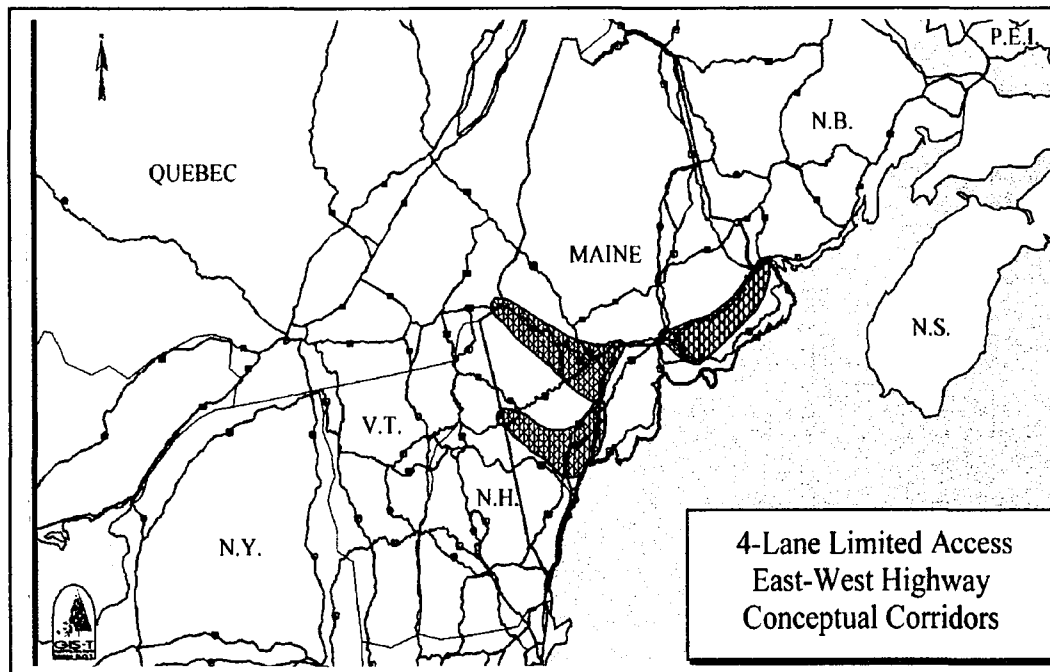 P.E.I.
N.B.
QUEBEC
MAINE
N.S.
V.T.
N.H.
N.Y.
4-Lane Limited Access
East-West Highway
Conceptual Corridors